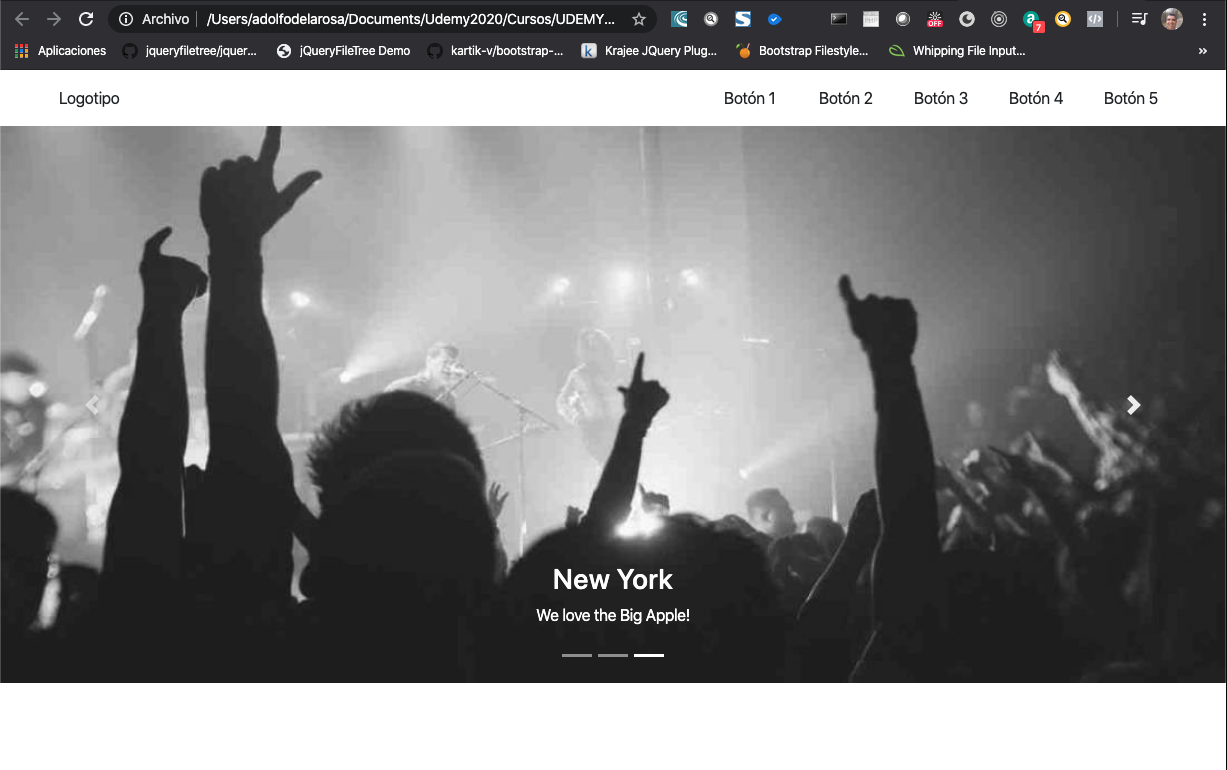 Archivo | /Users/adolfodelarosa/Documents/Udemy2020/Cursos/UDEMY...
OFF
7
Aplicaciones jqueryfiletree/jquer... jQueryFileTree Demo kartik-v/bootstrap-... Krajee JQuery Plug... Bootstrap Filestyle... Whipping File Input... »
Logotipo Botón 1 Botón 2 Botón 3 Botón 4 Botón 5
New York
We love the Big Apple!